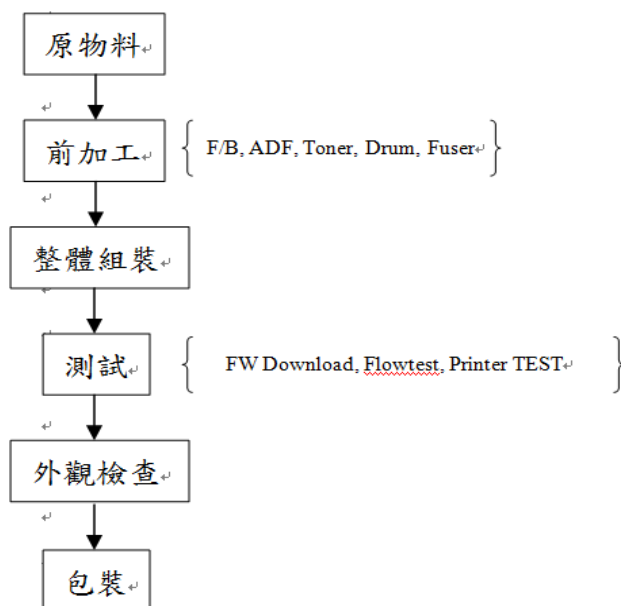 原物料
前加工
{ F/B, ADF, Toner, Drum, Fuser }
整體組裝
測試
{ FW Download, Flowtest, Printer TEST }
外觀檢查
包裝